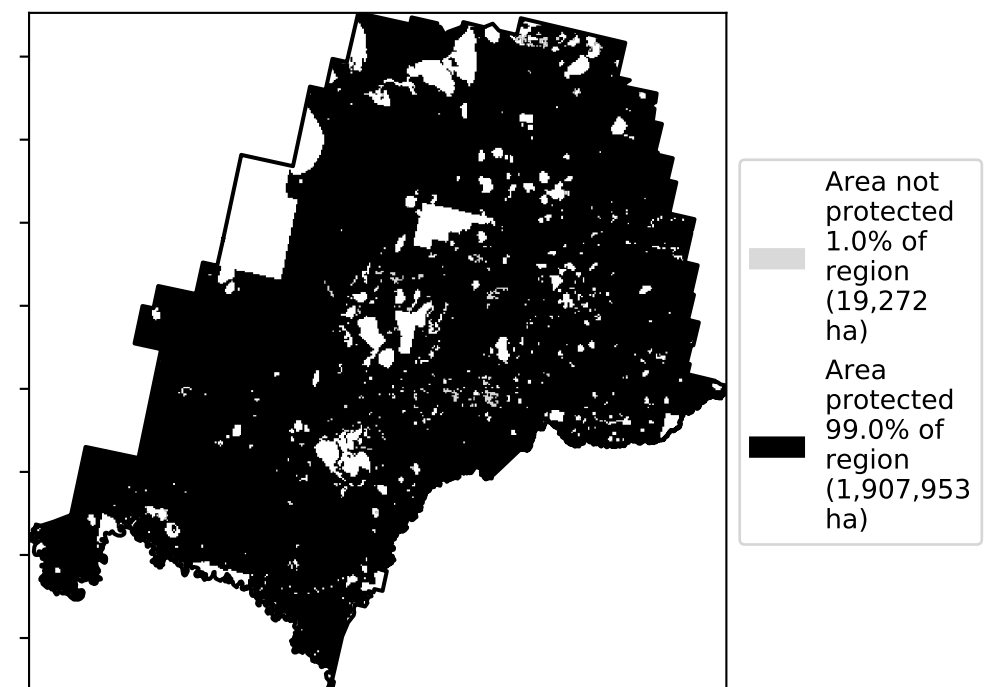 Area not
protected
1.0% of
region
(19,272
ha)
Area
protected
99.0% of
region
(1,907,953
ha)